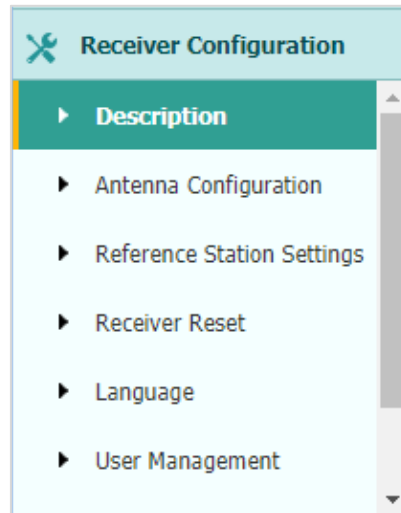 Receiver Configuration
Description
Antenna Configuration
Reference Station Settings
Receiver Reset
Language
User Management